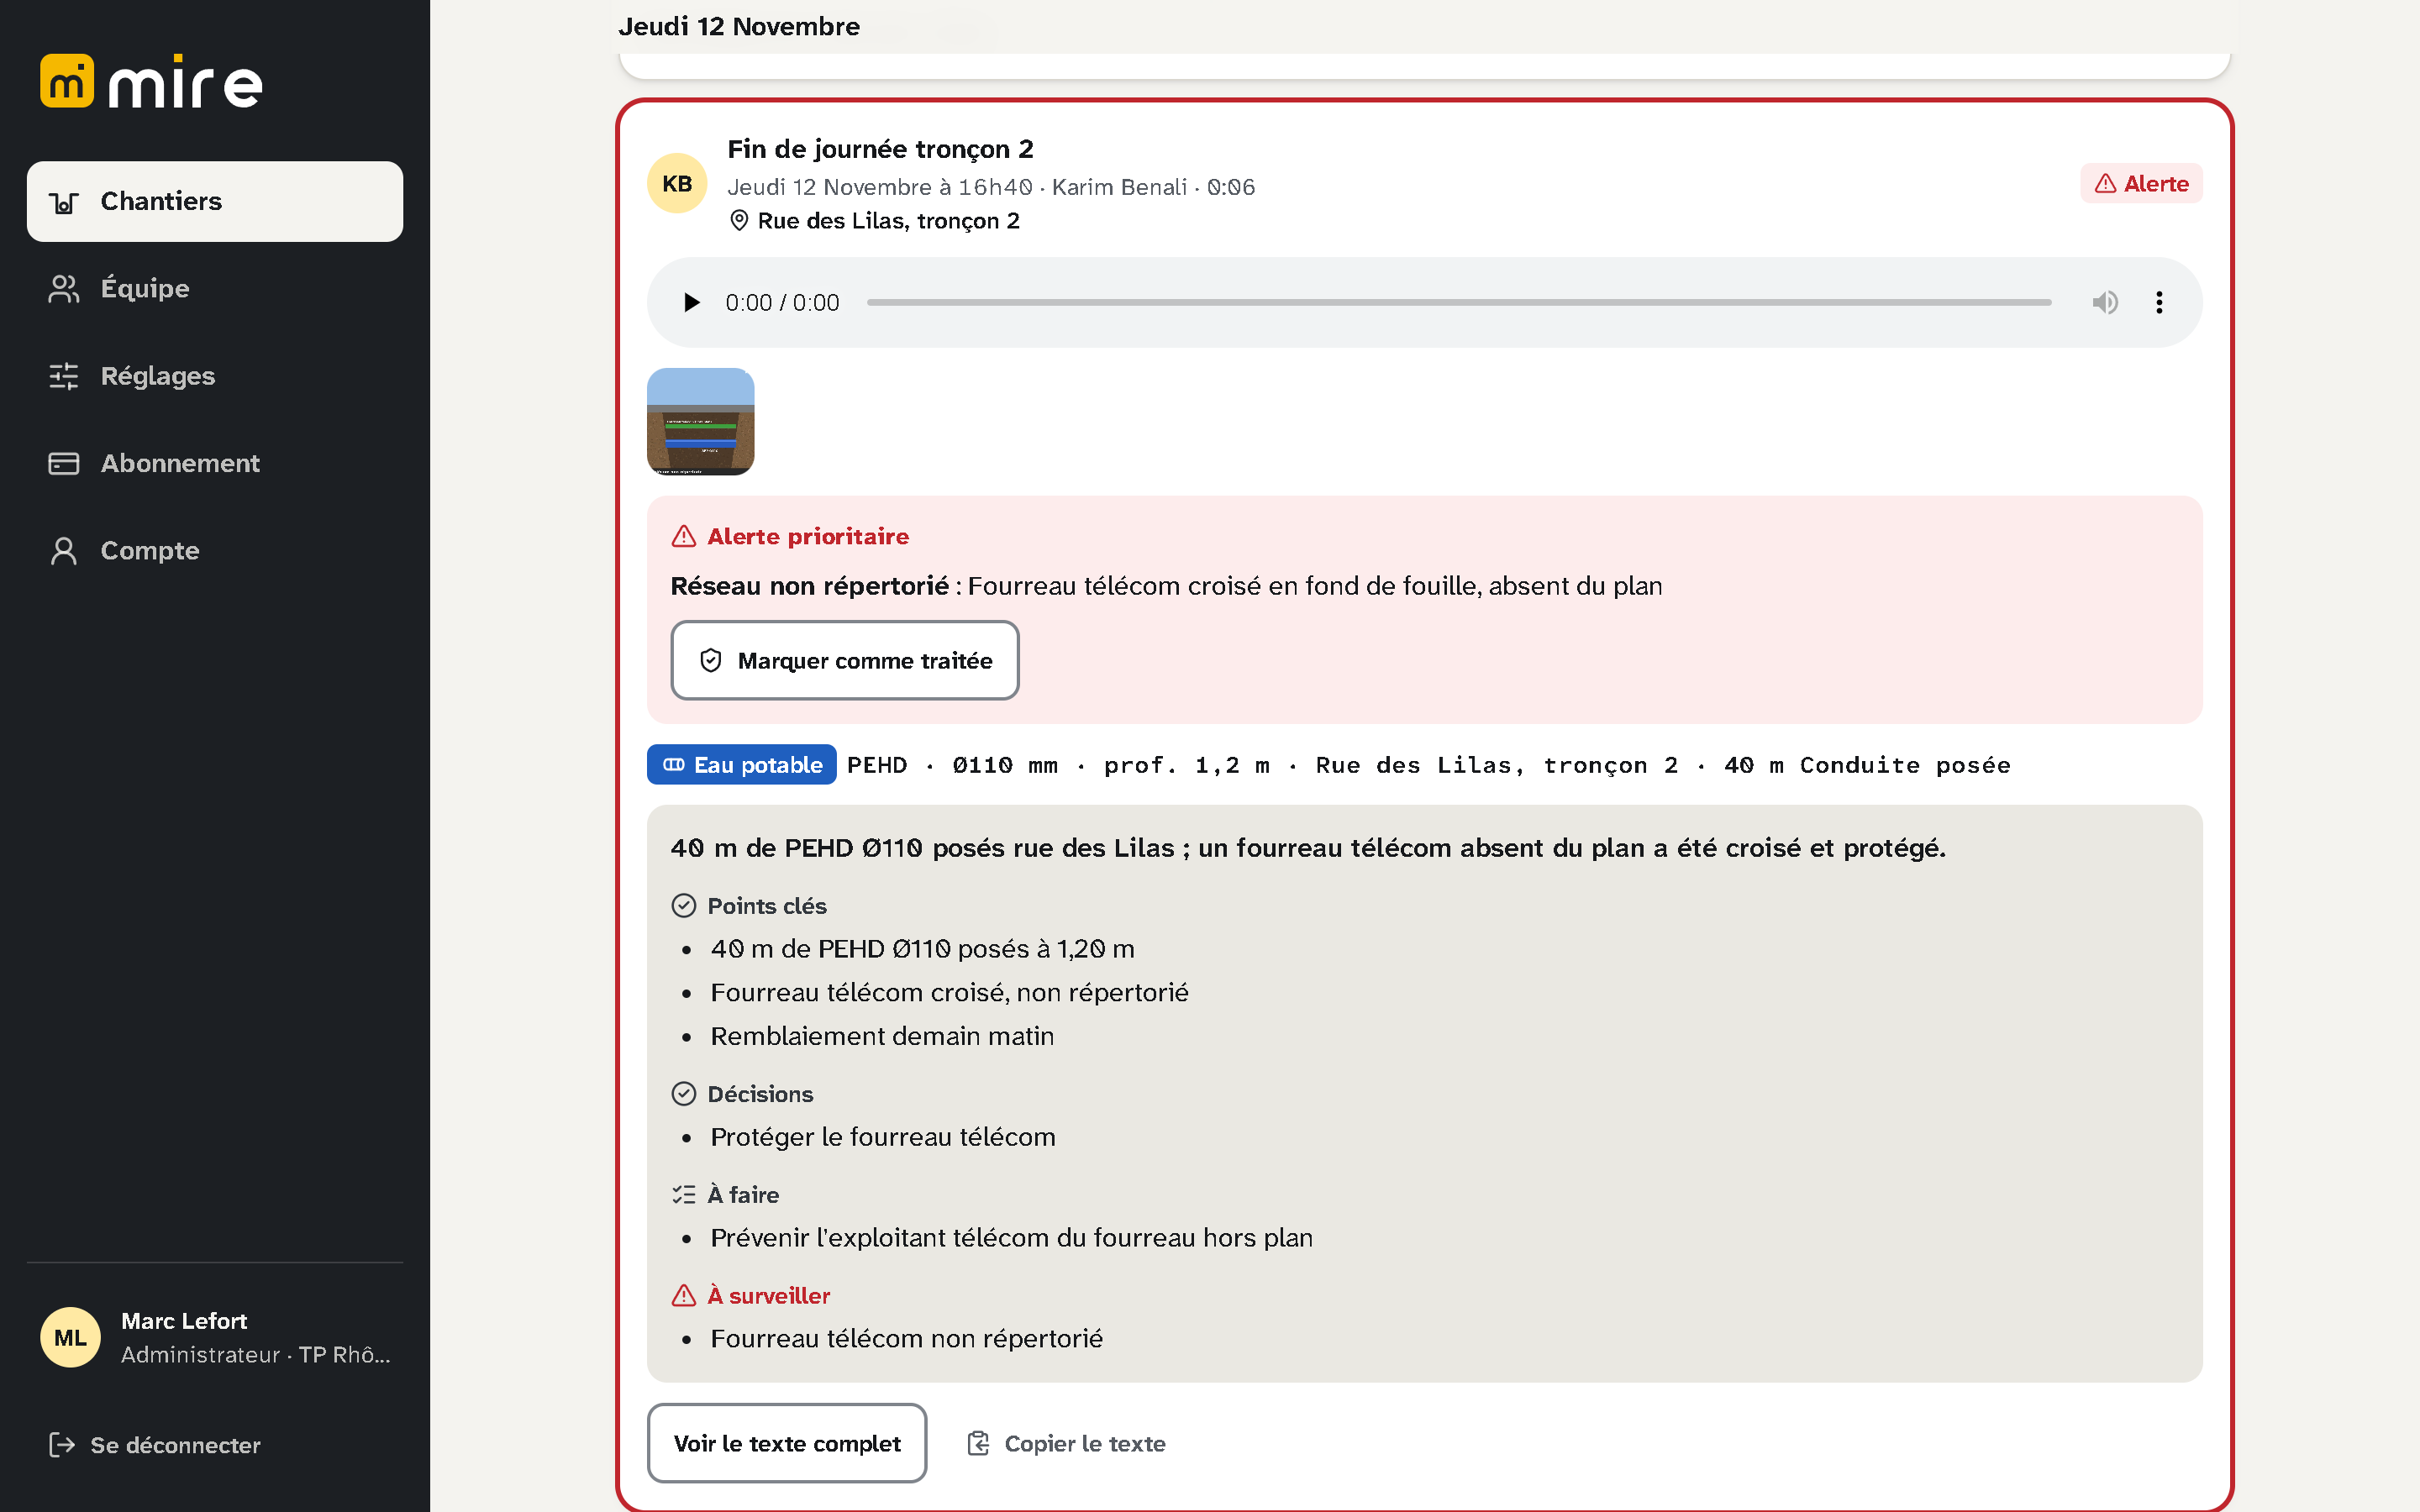 Jeudi 12 Novembre
mire
Chantiers
Équipe
Réglages
Abonnement
Compte
Marc Lefort
Administrateur · TP Rhô...
Se déconnecter
KB
Fin de journée tronçon 2
Jeudi 12 Novembre à 16h40 · Karim Benali · 0:06
Rue des Lilas, tronçon 2
Alerte
0:00 / 0:00
Alerte prioritaire
Réseau non répertorié : Fourreau télécom croisé en fond de fouille, absent du plan
Marquer comme traitée
Eau potable PEHD · Ø110 mm · prof. 1,2 m · Rue des Lilas, tronçon 2 · 40 m Conduite posée
40 m de PEHD Ø110 posés rue des Lilas ; un fourreau télécom absent du plan a été croisé et protégé.
Points clés
• 40 m de PEHD Ø110 posés à 1,20 m
• Fourreau télécom croisé, non répertorié
• Remblaiement demain matin
Décisions
• Protéger le fourreau télécom
À faire
• Prévenir l'exploitant télécom du fourreau hors plan
À surveiller
• Fourreau télécom non répertorié
Voir le texte complet
Copier le texte
ML